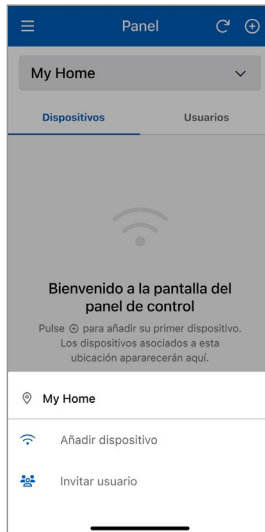 Panel
My Home
Dispositivos Usuarios
Bienvenido a la pantalla del
panel de control
Pulse ⊕ para añadir su primer dispositivo.
Los dispositivos asociados a esta
ubicación apararecerán aquí.
My Home
Añadir dispositivo
Invitar usuario